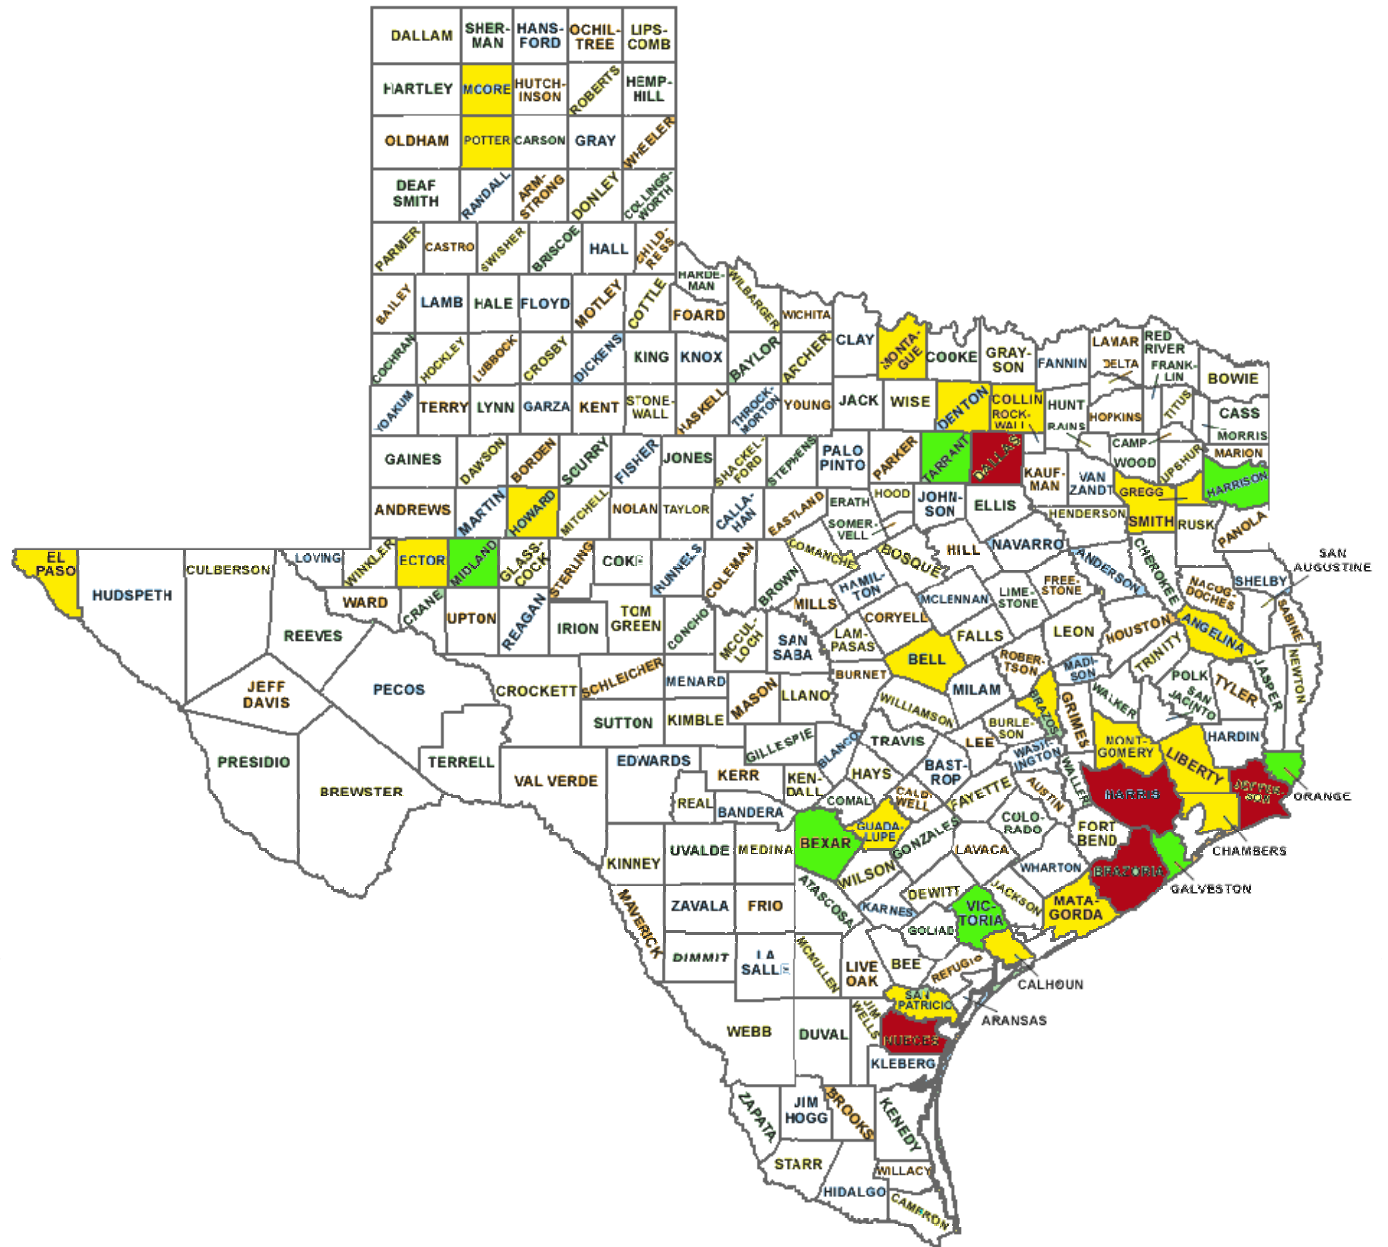 DALLAM
SHER-
MAN
HANS-
FORD
OCHIL-
TREE
LIPS-
COMB
HARTLEY
MOORE
HUTCH-
INSON
ROBERTS
HEMP-
HILL
OLDHAM
POTTER
CARSON
GRAY
WHEELER
DEAF
SMITH
RANDALL
ARM-
STRONG
DONLEY
COLLINGS-
WORTH
PARMER
CASTRO
SWISHER
BRISCOE
HALL
CHILD-
RESS
BAILEY
LAMB
HALE
FLOYD
MOTLEY
COTTLE
HARDE-
MAN
FOARD
WILBARGER
WICHITA
CLAY
MONTA-
GUE
COOKE
GRAY-
SON
FANNIN
LAMAR
DELTA
RED
RIVER
FRANK-
LIN
BOWIE
COCHRAN
HOCKLEY
LUBBOCK
CROSBY
DICKENS
KING
KNOX
BAYLOR
ARCHER
YOAKUM
TERRY
LYNN
GARZA
KENT
STONE-
WALL
HASKELL
THROCK-
MORTON
YOUNG
JACK
WISE
DENTON
COLLIN
ROCK-
WALL
HUNT
RAINS
HOPKINS
TITUS
CASS
MORRIS
CAMP
WOOD
UPSHUR
MARION
GAINES
DAWSON
BORDEN
SCURRY
FISHER
JONES
SHACKEL-
FORD
STEPHENS
PALO
PINTO
PARKER
TARRANT
DALLAS
KAUF-
MAN
VAN
ZANDT
GREGG
HARRISON
ANDREWS
MARTIN
HOWARD
MITCHELL
NOLAN
TAYLOR
CALLA-
HAN
EASTLAND
ERATH
HOOD
SOMER-
VELL
JOHN-
SON
ELLIS
HENDERSON
SMITH
RUSK
PANOLA
EL
PASO
HUDSPETH
CULBERSON
LOVING
WINKLER
ECTOR
MIDLAND
GLASS-
COCK
STERLING
COKE
RUNNELS
COLEMAN
BROWN
COMANCHE
BOSQUE
HILL
NAVARRO
ANDERSON
CHEROKEE
NACOG-
DOCHES
SHELBY
SAN
AUGUSTINE
SABINE
REEVES
WARD
CRANE
UPTON
REAGAN
IRION
TOM
GREEN
CONCHO
MCCUL-
LOCH
SAN
SABA
MILLS
HAMIL-
TON
CORYELL
MCLENNAN
LIME-
STONE
FREE-
STONE
LEON
HOUSTON
ANGELINA
TRINITY
LAM-
PASAS
BELL
FALLS
ROBER-
TSON
MADI-
SON
WALKER
POLK
SAN
JACINTO
TYLER
JASPER
NEWTON
JEFF
DAVIS
PECOS
CROCKETT
SCHLEICHER
MENARD
MASON
LLANO
BURNET
WILLIAMSON
MILAM
BRAZOS
GRIMES
PRESIDIO
BREWSTER
TERRELL
VAL VERDE
SUTTON
KIMBLE
GILLESPIE
BLANCO
TRAVIS
LEE
BURLE-
SON
WASH-
INGTON
MONT-
GOMERY
LIBERTY
HARDIN
EDWARDS
KERR
KEN-
DALL
HAYS
BAST-
ROP
FAYETTE
AUSTIN
WALLER
HARRIS
JEFFER-
SON
ORANGE
REAL
BANDERA
COMAL
CALD-
WELL
GUADA-
LUPE
GONZALES
COLO-
RADO
FORT
BEND
CHAMBERS
KINNEY
UVALDE
MEDINA
BEXAR
WILSON
LAVACA
WHARTON
BRAZORIA
GALVESTON
MAVERICK
ZAVALA
FRIO
ATASCOSA
KARNES
DEWITT
JACKSON
MATA-
GORDA
VIC-
TORIA
GOLIAD
DIMMIT
LA
SALLE
MCMULLEN
LIVE
OAK
BEE
REFUGIO
CALHOUN
SAN
PATRICIO
ARANSAS
WEBB
DUVAL
JIM
WELLS
NUECES
KLEBERG
ZAPATA
JIM
HOGG
BROOKS
KENEDY
STARR
HIDALGO
WILLACY
CAMERON